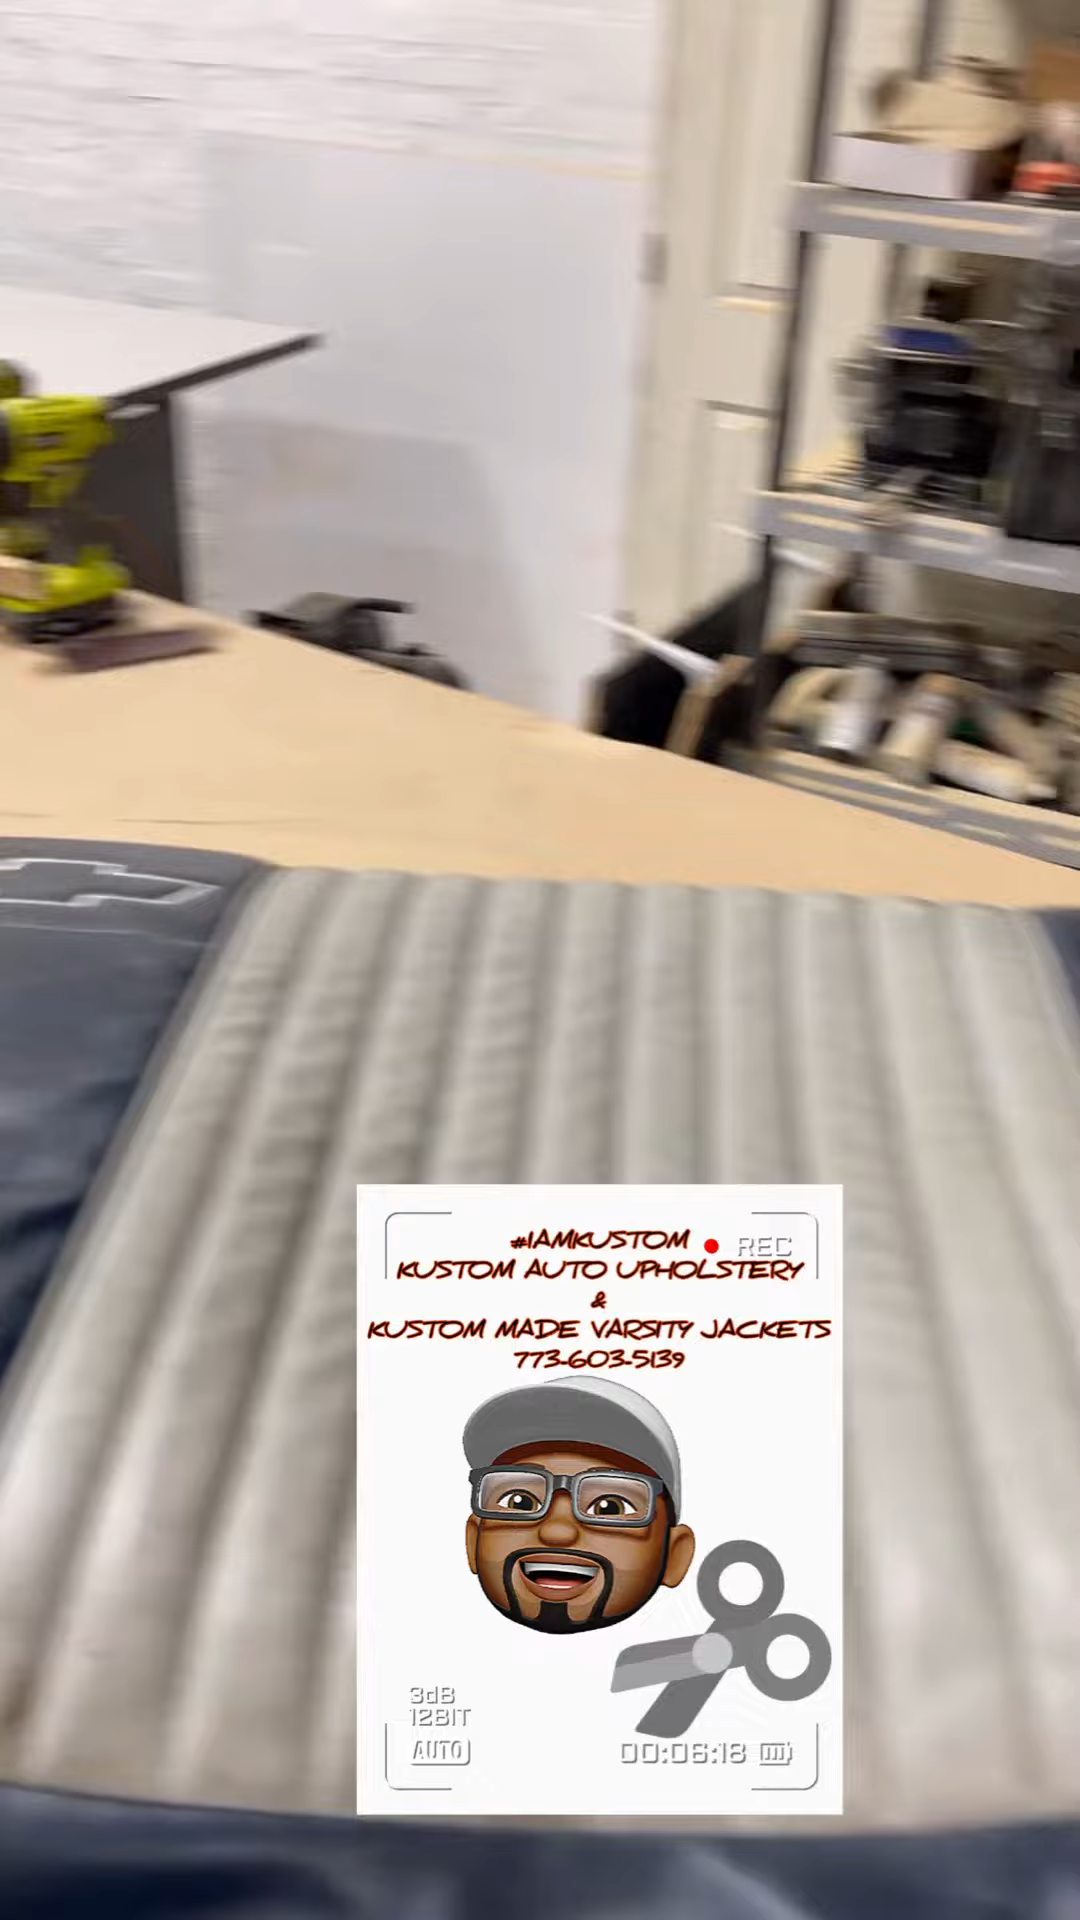 #IAMKUSTOM
REC
KUSTOM AUTO UPHOLSTERY
&
KUSTOM MADE VARSITY JACKETS
773-603-5139
3dB
12BIT
AUTO
00:06:18